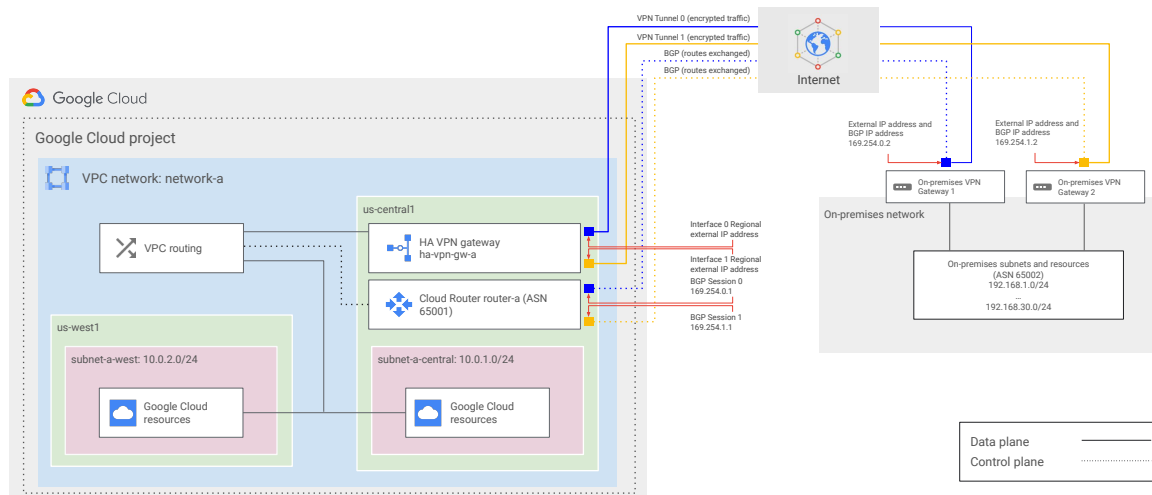 VPN Tunnel 0 (encrypted traffic)
VPN Tunnel 1 (encrypted traffic)
BGP (routes exchanged)
BGP (routes exchanged)
Internet
Google Cloud
Google Cloud project
VPC network: network-a
us-central1
VPC routing
HA VPN gateway
ha-vpn-gw-a
Cloud Router router-a (ASN
65001)
us-west1
subnet-a-west: 10.0.2.0/24
Google Cloud
resources
subnet-a-central: 10.0.1.0/24
Google Cloud
resources
Interface 0 Regional
external IP address
Interface 1 Regional
external IP address
BGP Session 0
169.254.0.1
BGP Session 1
169.254.1.1
External IP address and
BGP IP address
169.254.0.2
External IP address and
BGP IP address
169.254.1.2
On-premises VPN
Gateway 1
On-premises VPN
Gateway 2
On-premises network
On-premises subnets and resources
(ASN 65002)
192.168.1.0/24
...
192.168.30.0/24
Data plane
Control plane